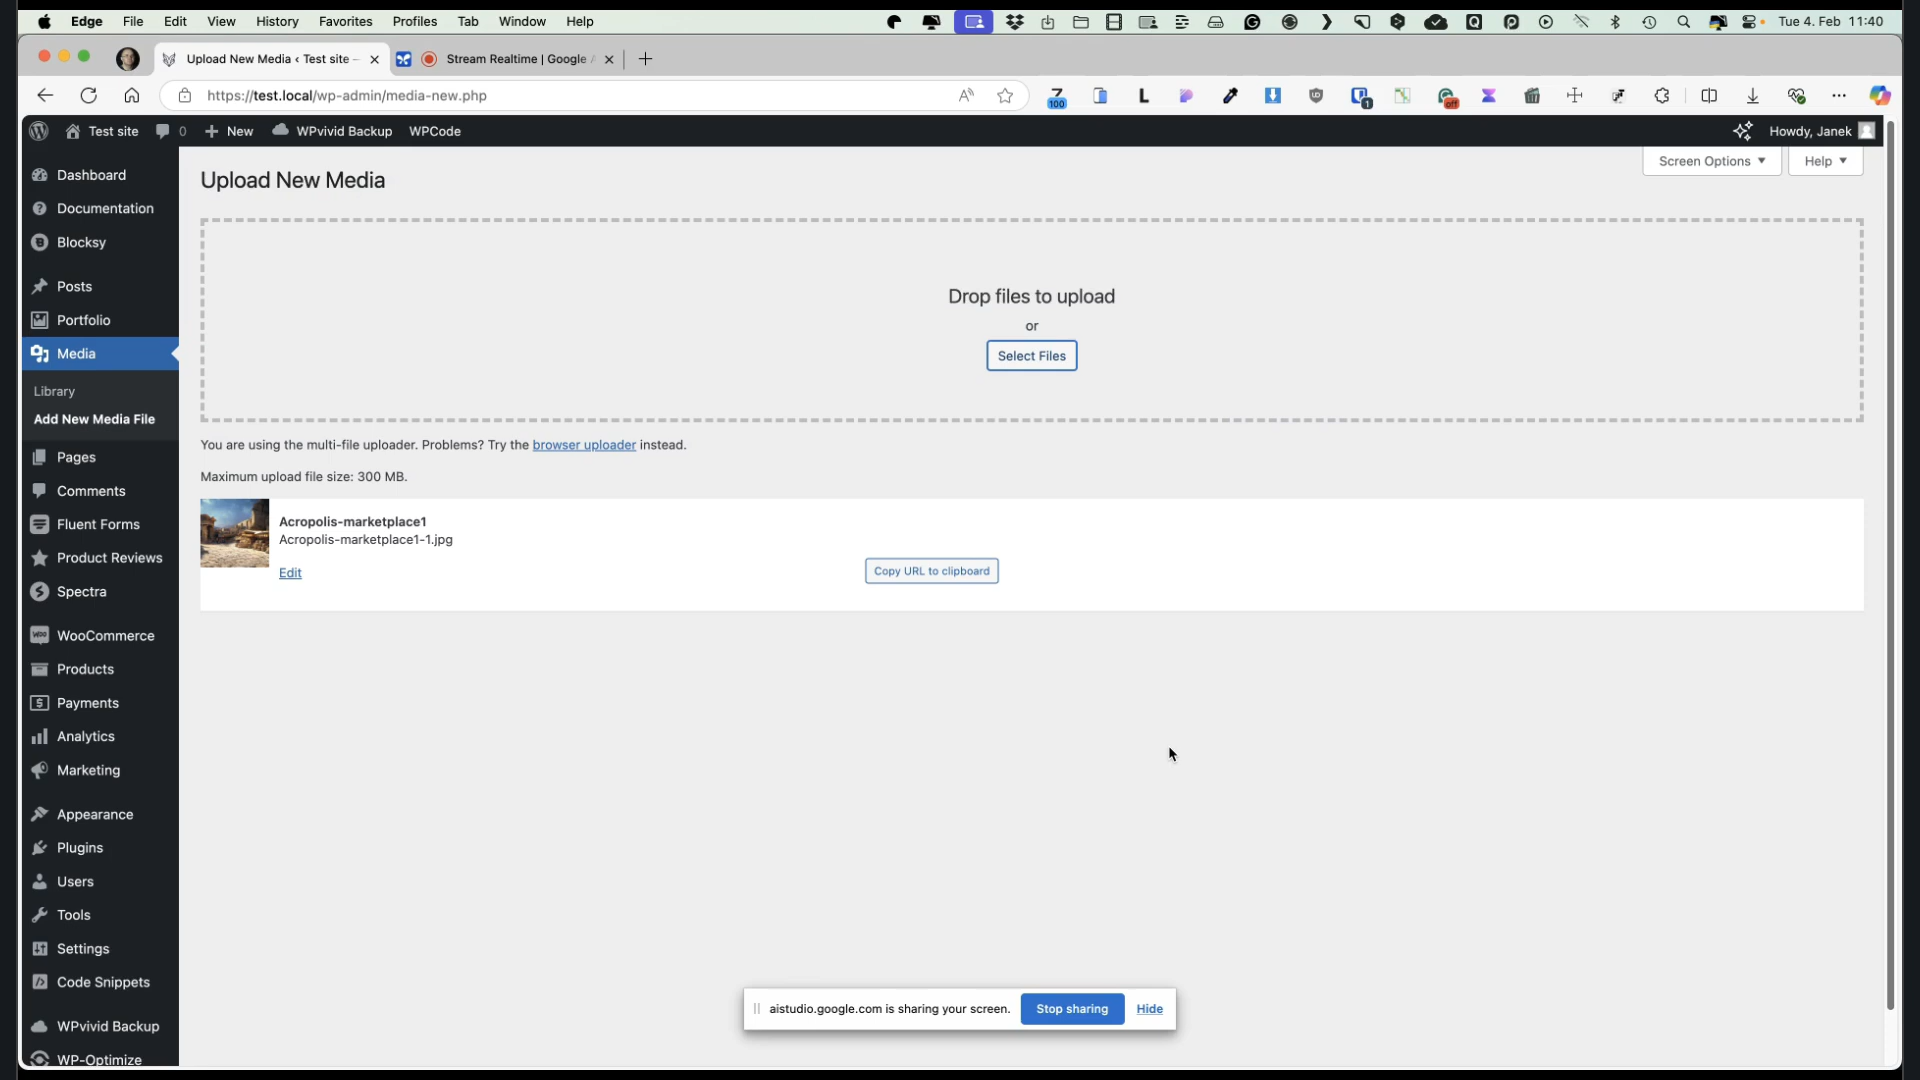 Edge File Edit View History Favorites Profiles Tab Window Help Tue 4. Feb 11:40
Upload New Media ‹ Test site – Stream Realtime | Google
https://test.local/wp-admin/media-new.php
100
1
off
Test site 0 New WPvivid Backup WPCode Howdy, Janek
Screen Options ▼ Help ▼
Dashboard
Documentation
Blocksy
Posts
Portfolio
Media
Library
Add New Media File
Pages
Comments
Fluent Forms
Product Reviews
Spectra
WooCommerce
Products
Payments
Analytics
Marketing
Appearance
Plugins
Users
Tools
Settings
Code Snippets
WPvivid Backup
WP-Optimize
Upload New Media
Drop files to upload
or
Select Files
You are using the multi-file uploader. Problems? Try the browser uploader instead.
Maximum upload file size: 300 MB.
Acropolis-marketplace1
Acropolis-marketplace1-1.jpg
Edit
Copy URL to clipboard
aistudio.google.com is sharing your screen. Stop sharing Hide